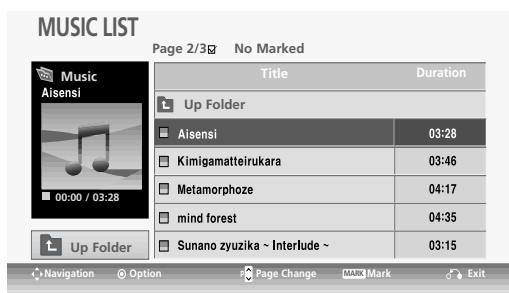 MUSIC LIST
Page 2/3 No Marked
Music
Aisensi
00:00 / 03:28
Up Folder
Title Duration
Up Folder
Aisensi 03:28
Kimigamatteirukara 03:46
Metamorphoze 04:17
mind forest 04:35
Sunano zyuzika ~ Interlude ~ 03:15
Navigation Option P Page Change MARK Mark Exit